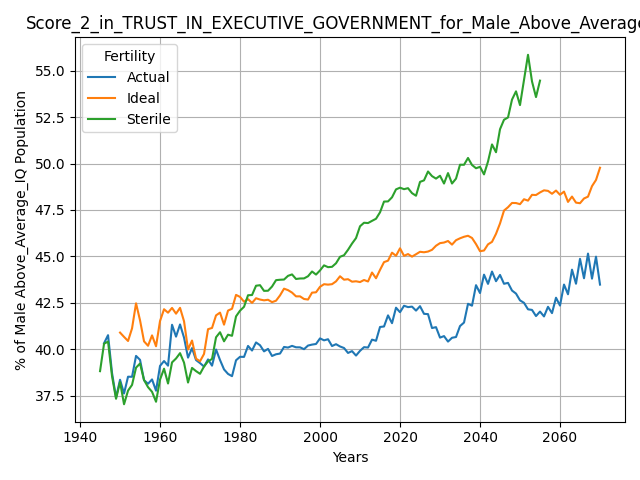 Score_2_in_TRUST_IN_EXECUTIVE_GOVERNMENT_for_Male_Above_Average
Fertility
Actual
Ideal
Sterile
% of Male Above_Average_IQ Population
55.0
52.5
50.0
47.5
45.0
42.5
40.0
37.5
1940 1960 1980 2000 2020 2040 2060
Years